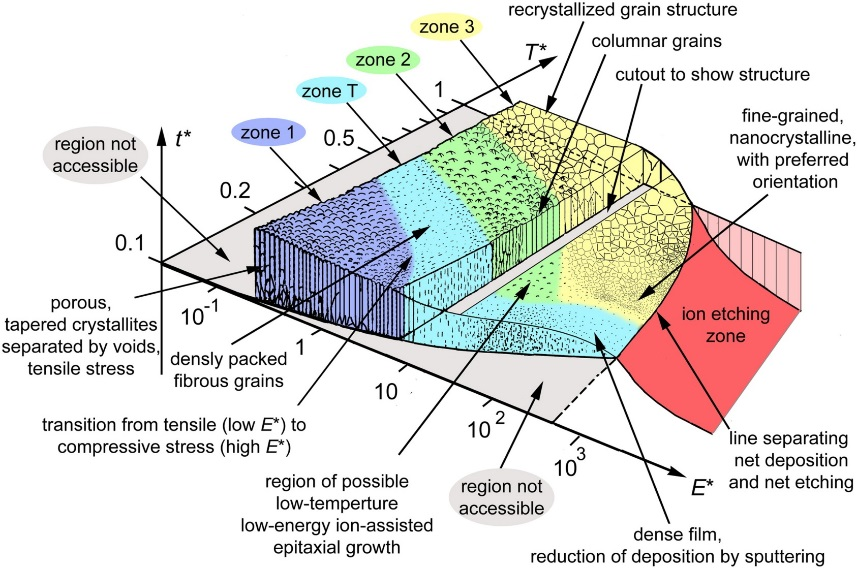 recrystallized grain structure
columnar grains
cutout to show structure
zone 3
T*
zone 2
zone T
zone 1
1
0.5
0.2
0.1
fine-grained,
nanocrystalline,
with preferred
orientation
region not
accessible
t*
porous,
tapered crystallites
separated by voids,
tensile stress
10-1
1
10
102
103
E*
densly packed
fibrous grains
transition from tensile (low E*) to
compressive stress (high E*)
region of possible
low-temperture
low-energy ion-assisted
epitaxial growth
region not
accessible
ion etching
zone
line separating
net deposition
and net etching
dense film,
reduction of deposition by sputtering